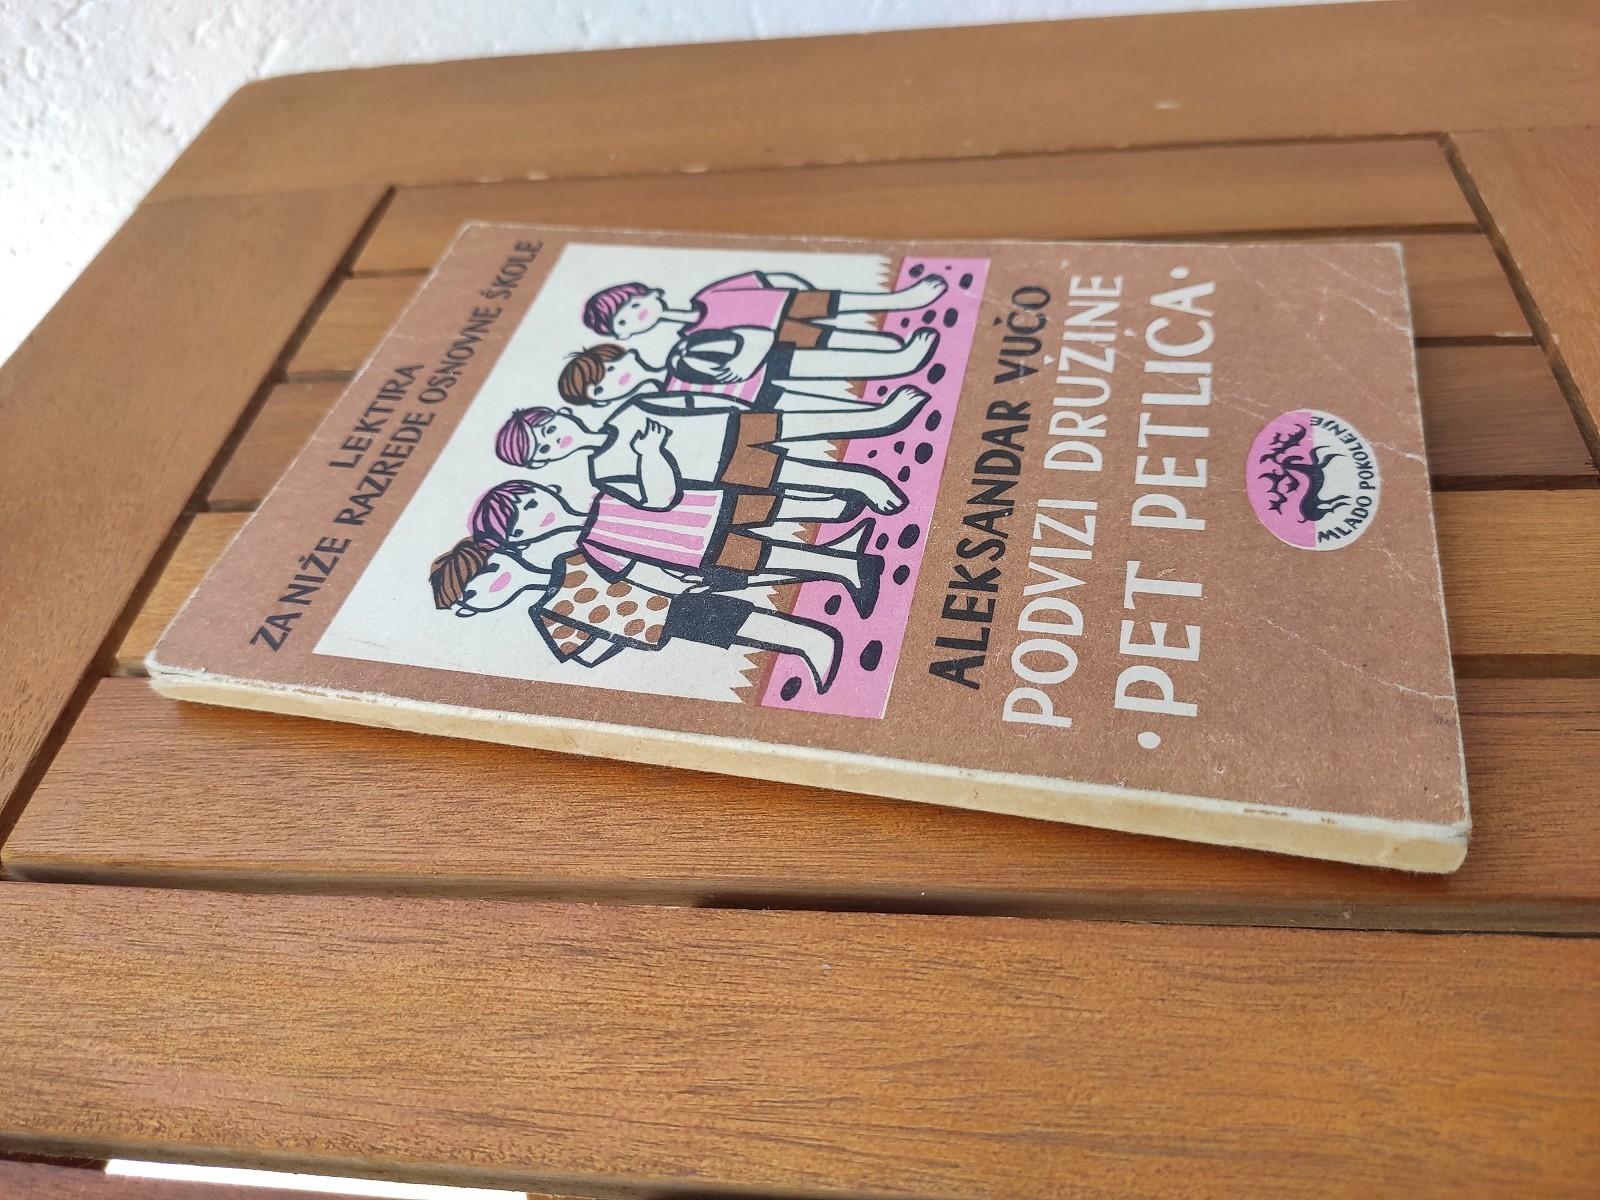 LEKTIRA
ZA NIŽE RAZREDE OSNOVNE ŠKOLE
ALEKSANDAR VUČO
PODVIZI DRUŽINE
• PET PETLIĆA •
MLADO POKOLENJE